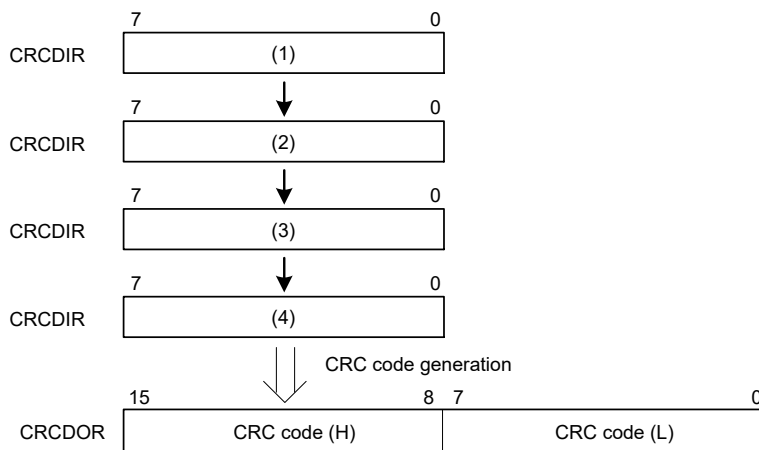 7 0
CRCDIR (1)
7 0
CRCDIR (2)
7 0
CRCDIR (3)
7 0
CRCDIR (4)
CRC code generation
15 8 7 0
CRCDOR CRC code (H) CRC code (L)